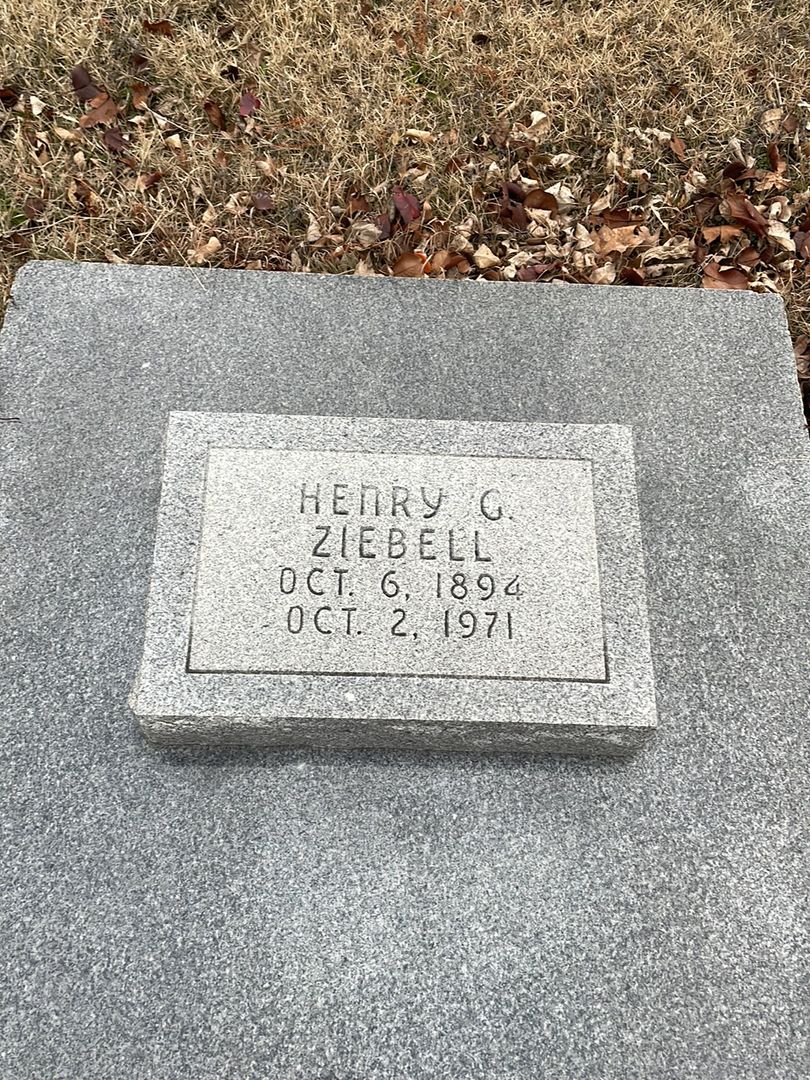 HENRY G.
ZIEBELL
OCT. 6, 1894
OCT. 2, 1971